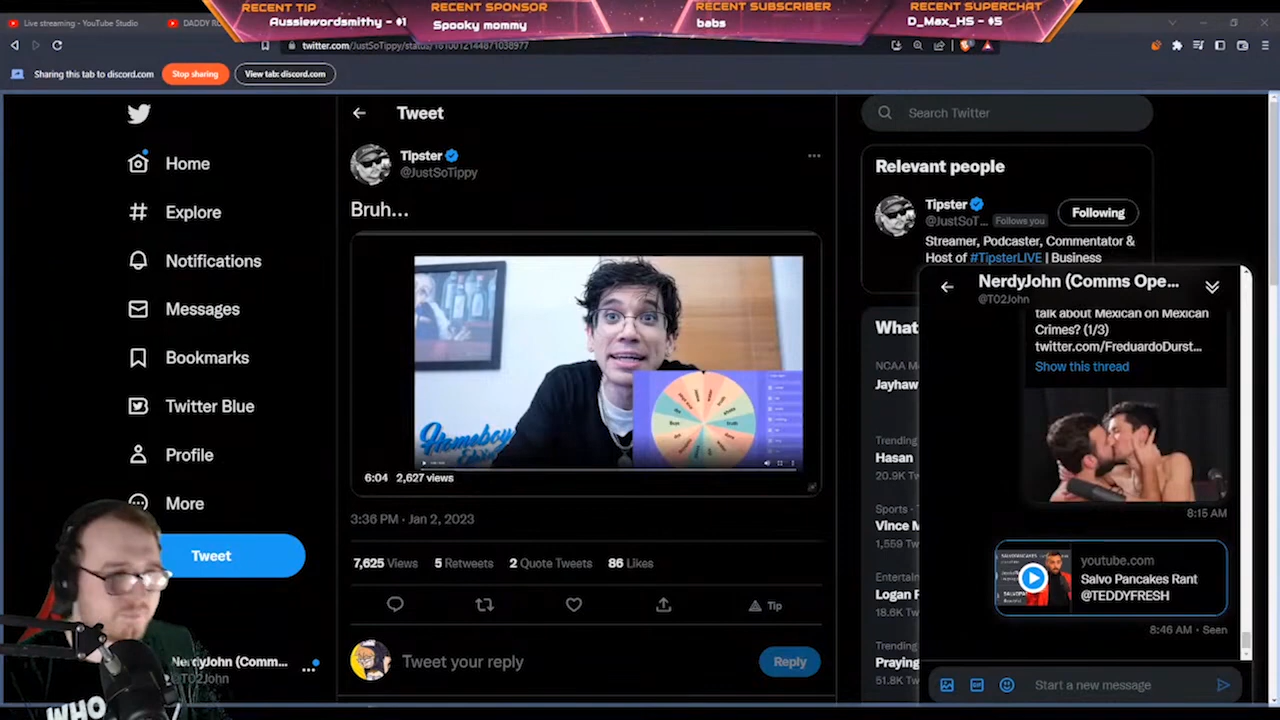 RECENT TIP
Aussiewordsmithy - $1
RECENT SPONSOR
Spooky mommy
RECENT SUBSCRIBER
babs
RECENT SUPERCHAT
D_Max_HS - $5
Live streaming - YouTube Studio
DADDY RO
twitter.com/JustSoTippy/status/1610012144871038977
Sharing this tab to discord.com
Stop sharing
View tab: discord.com
Home
Explore
Notifications
Messages
Bookmarks
Twitter Blue
Profile
More
Tweet
NerdyJohn (Comm...
@T02John
WHO
Tweet
Tipster
@JustSoTippy
Bruh...
Homeboy
6:04 2,627 views
3:36 PM · Jan 2, 2023
7,625 Views 5 Retweets 2 Quote Tweets 86 Likes
Tip
Tweet your reply
Reply
Search Twitter
Relevant people
Tipster
Following
@JustSoT... Follows you
Streamer, Podcaster, Commentator &
Host of #TipsterLIVE | Business
What
NCAA Mo
Jayhaw
Trending
Hasan
20.9K Tw
Sports ·
Vince M
1,559 Tw
Entertain
Logan P
18.6K Tw
Trending
Praying
51.8K Tw
NerdyJohn (Comms Ope...
@T02John
talk about Mexican on Mexican
Crimes? (1/3)
twitter.com/FreduardoDurst...
Show this thread
8:15 AM
youtube.com
Salvo Pancakes Rant
@TEDDYFRESH
8:46 AM · Seen
Start a new message